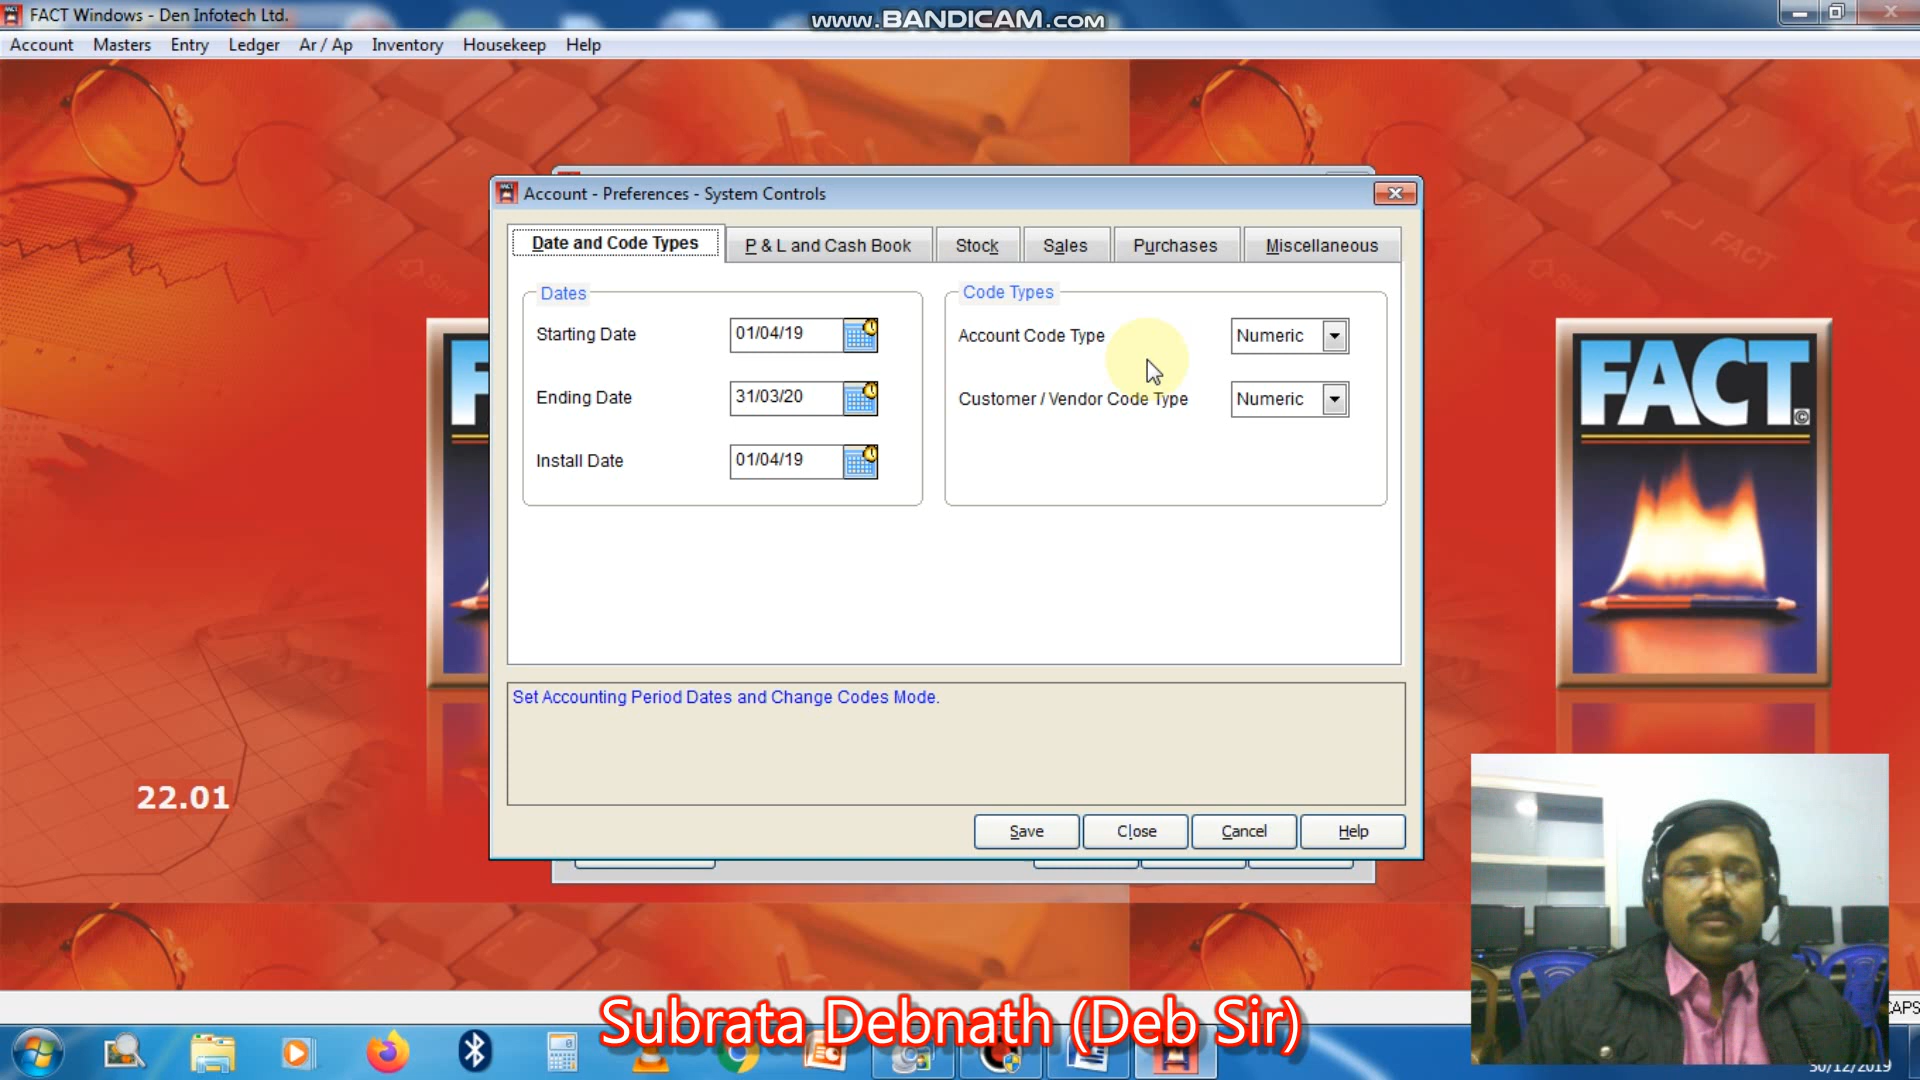 FACT Windows - Den Infotech Ltd.
www.BANDICAM.com
Account Masters Entry Ledger Ar / Ap Inventory Housekeep Help
Account - Preferences - System Controls
Date and Code Types P & L and Cash Book Stock Sales Purchases Miscellaneous
Dates
Code Types
Starting Date 01/04/19
Account Code Type Numeric
Ending Date 31/03/20
Customer / Vendor Code Type Numeric
Install Date 01/04/19
FACT
Set Accounting Period Dates and Change Codes Mode.
22.01
Save Close Cancel Help
Subrata Debnath (Deb Sir)
30/12/2019